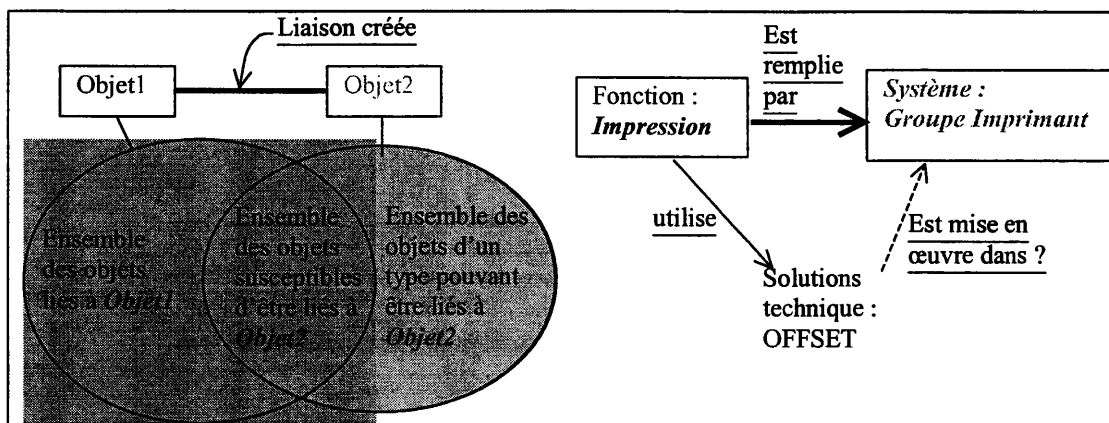 Liaison créée
Objet1
Objet2
Ensemble
des objets
liés à Objet1
Ensemble
des objets
susceptibles
d'être liés à
Objet2
Ensemble des
objets d'un
type pouvant
être liés à
Objet2
Est
remplie
par
Fonction :
Impression
Système :
Groupe Imprimant
utilise
Est mise en
œuvre dans ?
Solutions
technique :
OFFSET